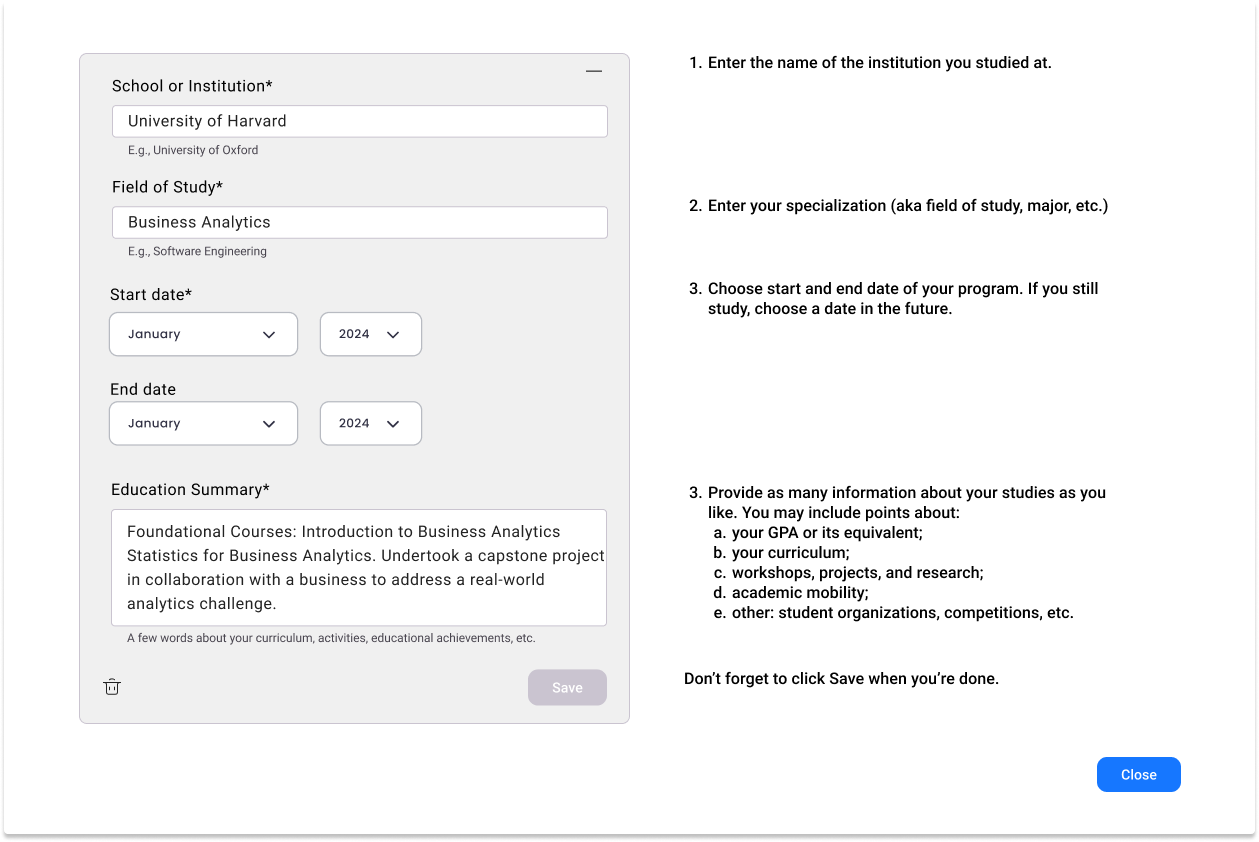 School or Institution*
University of Harvard
E.g., University of Oxford
Field of Study*
Business Analytics
E.g., Software Engineering
Start date*
January
2024
End date
January
2024
Education Summary*
Foundational Courses: Introduction to Business Analytics
Statistics for Business Analytics. Undertook a capstone project
in collaboration with a business to address a real-world
analytics challenge.
A few words about your curriculum, activities, educational achievements, etc.
Save
1. Enter the name of the institution you studied at.
2. Enter your specialization (aka field of study, major, etc.)
3. Choose start and end date of your program. If you still
study, choose a date in the future.
3. Provide as many information about your studies as you
like. You may include points about:
a. your GPA or its equivalent;
b. your curriculum;
c. workshops, projects, and research;
d. academic mobility;
e. other: student organizations, competitions, etc.
Don’t forget to click Save when you’re done.
Close